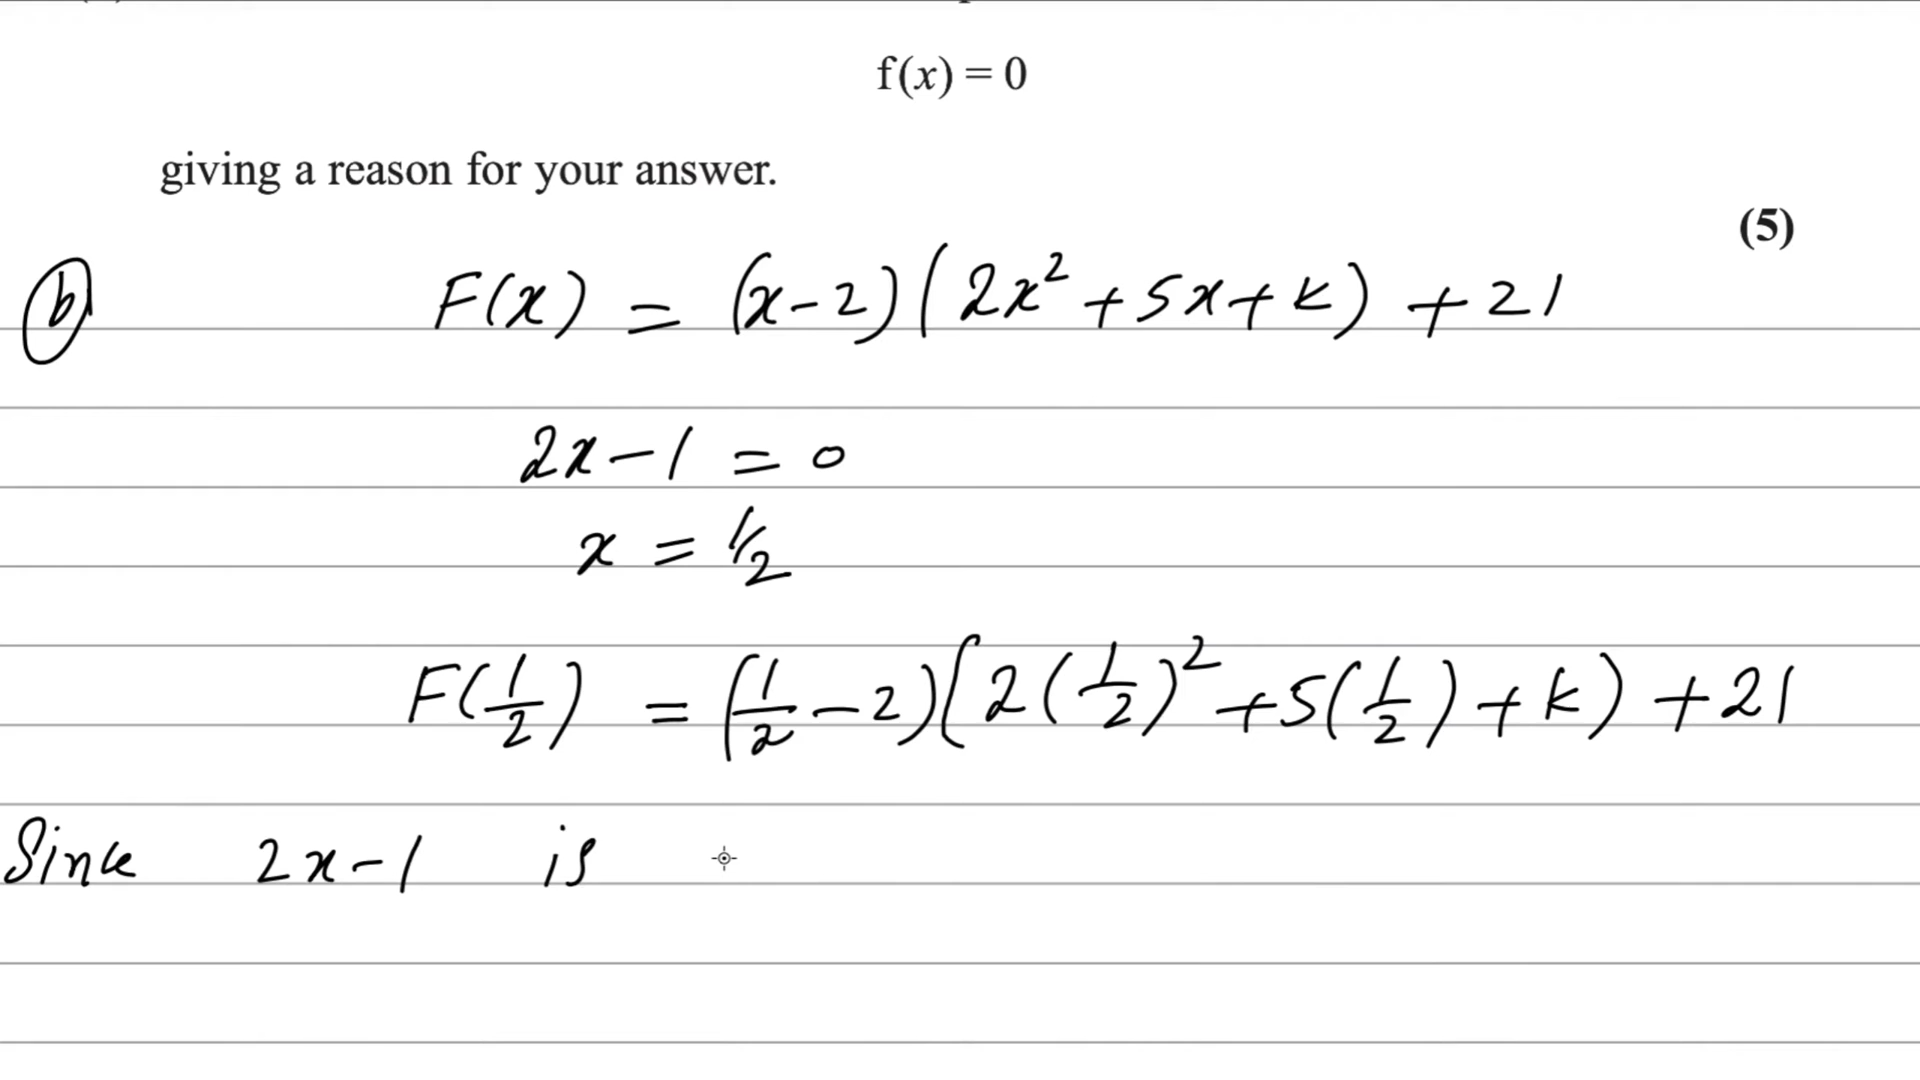 f(x) = 0
giving a reason for your answer.
(5)
(b) F(x) = (x-2)(2x² + 5x + k) + 21
2x - 1 = 0
x = 1/2
F(1/2) = (1/2 - 2)(2(1/2)² + 5(1/2) + k) + 21
Since 2x-1 is